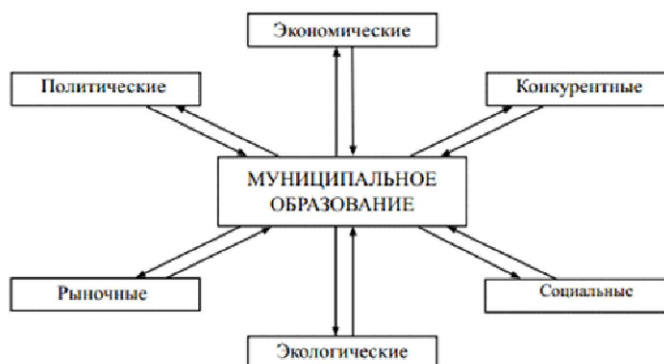 Экономические
Политические
Конкурентные
МУНИЦИПАЛЬНОЕ
ОБРАЗОВАНИЕ
Рыночные
Социальные
Экологические